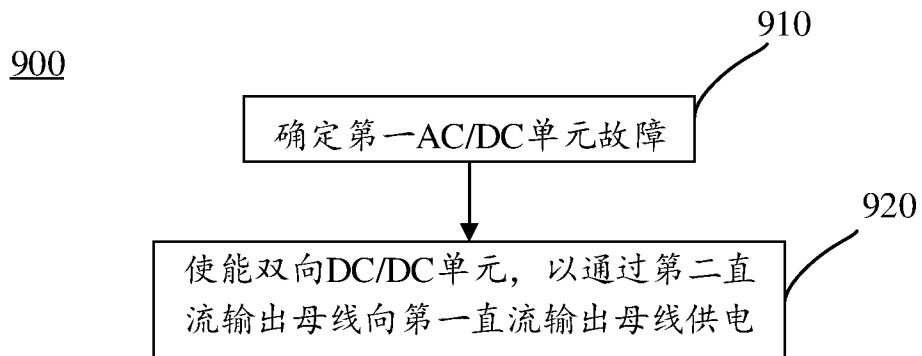 910
900
确定第一AC/DC单元故障
920
使能双向DC/DC单元，以通过第二直
流输出母线向第一直流输出母线供电